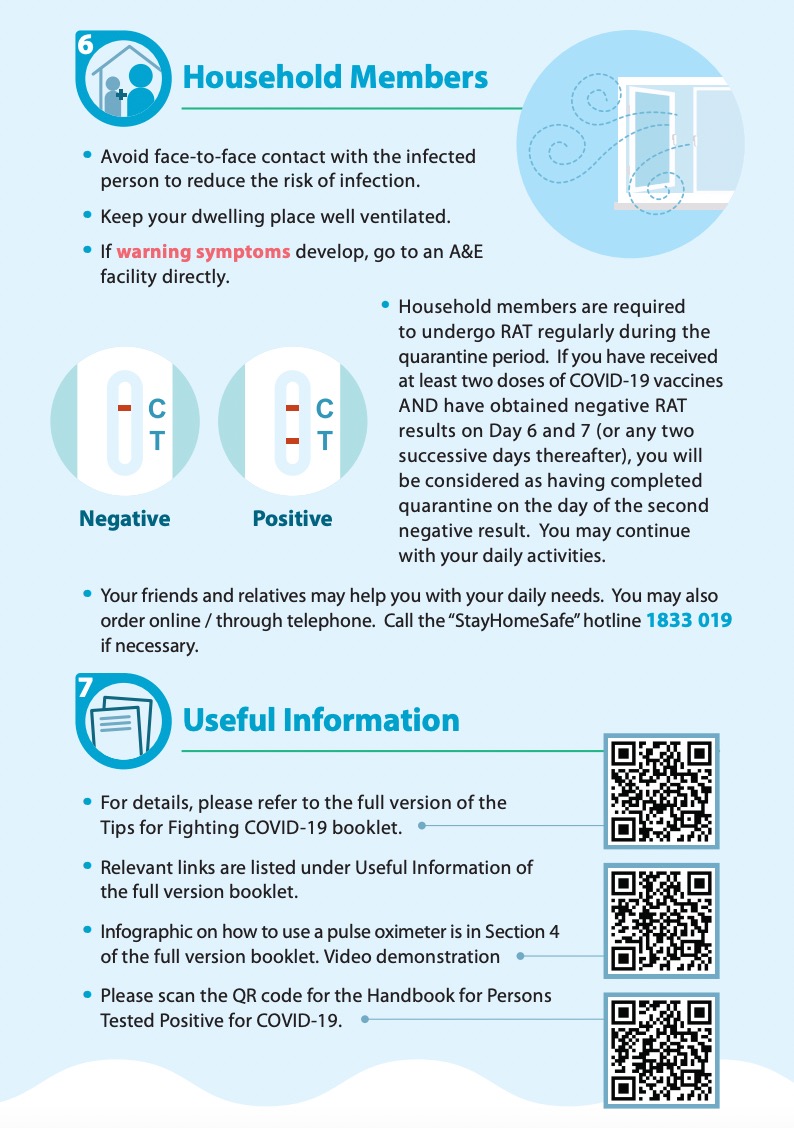 6
Household Members
• Avoid face-to-face contact with the infected
person to reduce the risk of infection.
• Keep your dwelling place well ventilated.
• If warning symptoms develop, go to an A&E
facility directly.
• Household members are required
to undergo RAT regularly during the
quarantine period.  If you have received
at least two doses of COVID-19 vaccines
AND have obtained negative RAT
results on Day 6 and 7 (or any two
successive days thereafter), you will
be considered as having completed
quarantine on the day of the second
negative result.  You may continue
with your daily activities.
C
T
Negative
C
T
Positive
• Your friends and relatives may help you with your daily needs.  You may also
order online / through telephone.  Call the “StayHomeSafe” hotline 1833 019
if necessary.
7
Useful Information
• For details, please refer to the full version of the
Tips for Fighting COVID-19 booklet.
• Relevant links are listed under Useful Information of
the full version booklet.
• Infographic on how to use a pulse oximeter is in Section 4
of the full version booklet. Video demonstration
• Please scan the QR code for the Handbook for Persons
Tested Positive for COVID-19.